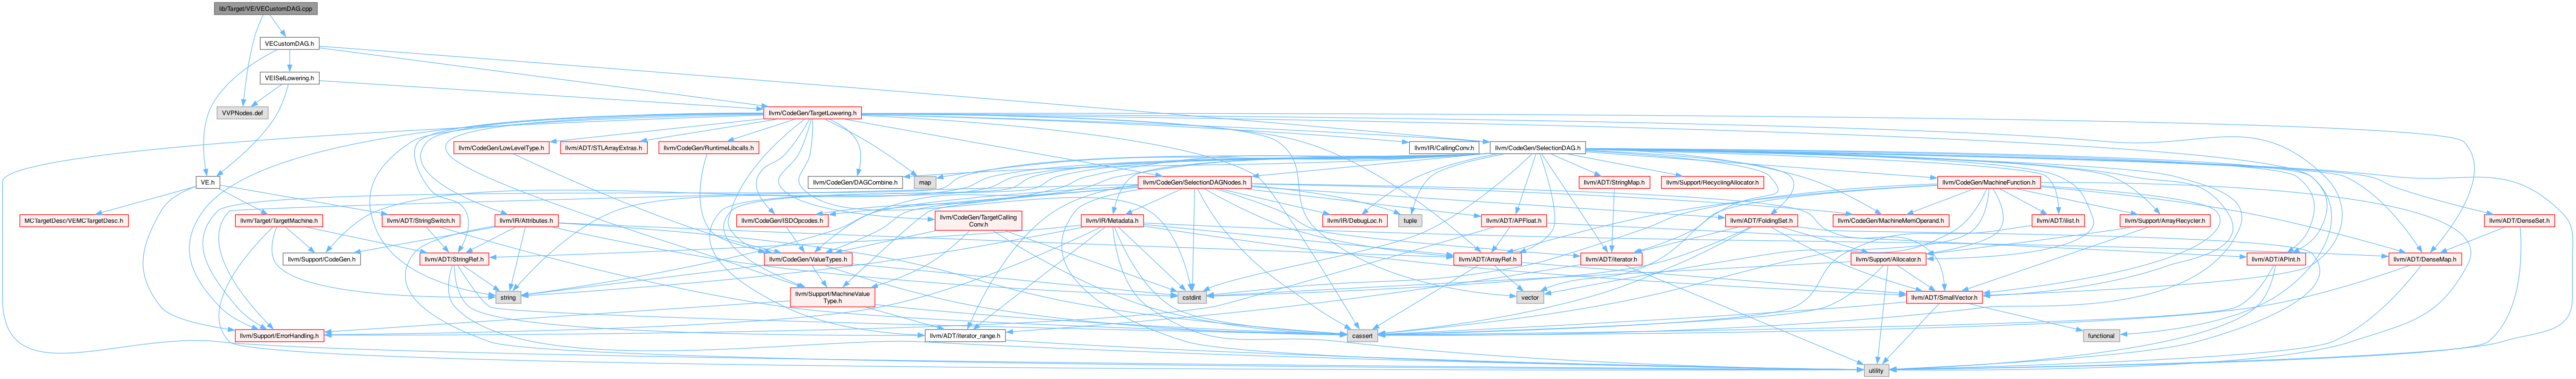 lib/Target/VE/VECustomDAG.cpp
VECustomDAG.h
VEISelLowering.h
VVPNodes.def
llvm/CodeGen/TargetLowering.h
llvm/CodeGen/LowLevelType.h
llvm/ADT/STLArrayExtras.h
llvm/CodeGen/RuntimeLibcalls.h
llvm/IR/CallingConv.h
llvm/CodeGen/SelectionDAG.h
VE.h
llvm/CodeGen/DAGCombine.h
map
llvm/CodeGen/SelectionDAGNodes.h
llvm/ADT/StringMap.h
llvm/Support/RecyclingAllocator.h
llvm/CodeGen/MachineFunction.h
MCTargetDesc/VEMCTargetDesc.h
llvm/Target/TargetMachine.h
llvm/ADT/StringSwitch.h
llvm/IR/Attributes.h
llvm/CodeGen/ISDOpcodes.h
llvm/CodeGen/TargetCalling
Conv.h
llvm/IR/Metadata.h
llvm/IR/DebugLoc.h
tuple
llvm/ADT/APFloat.h
llvm/ADT/FoldingSet.h
llvm/CodeGen/MachineMemOperand.h
llvm/ADT/ilist.h
llvm/Support/ArrayRecycler.h
llvm/ADT/DenseSet.h
llvm/Support/CodeGen.h
llvm/ADT/StringRef.h
llvm/CodeGen/ValueTypes.h
llvm/ADT/ArrayRef.h
llvm/ADT/iterator.h
llvm/Support/Allocator.h
llvm/ADT/APInt.h
llvm/ADT/DenseMap.h
string
llvm/Support/MachineValue
Type.h
cstdint
vector
llvm/ADT/SmallVector.h
llvm/Support/ErrorHandling.h
llvm/ADT/iterator_range.h
cassert
functional
utility